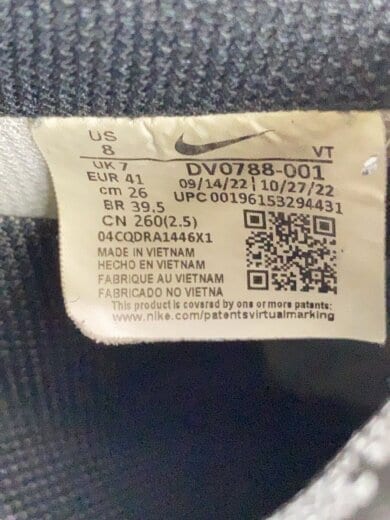 US
8 VT
UK 7 DV0788-001
EUR 41 09/14/22 | 10/27/22
cm 26 UPC 00196153294431
BR 39.5
CN 260(2.5)
04CQDRA1446X1
MADE IN VIETNAM
HECHO EN VIETNAM
FABRIQUE AU VIETNAM
FABRICADO NO VIETNA
This product is covered by one or more patents:
www.nike.com/patentsvirtualmarking